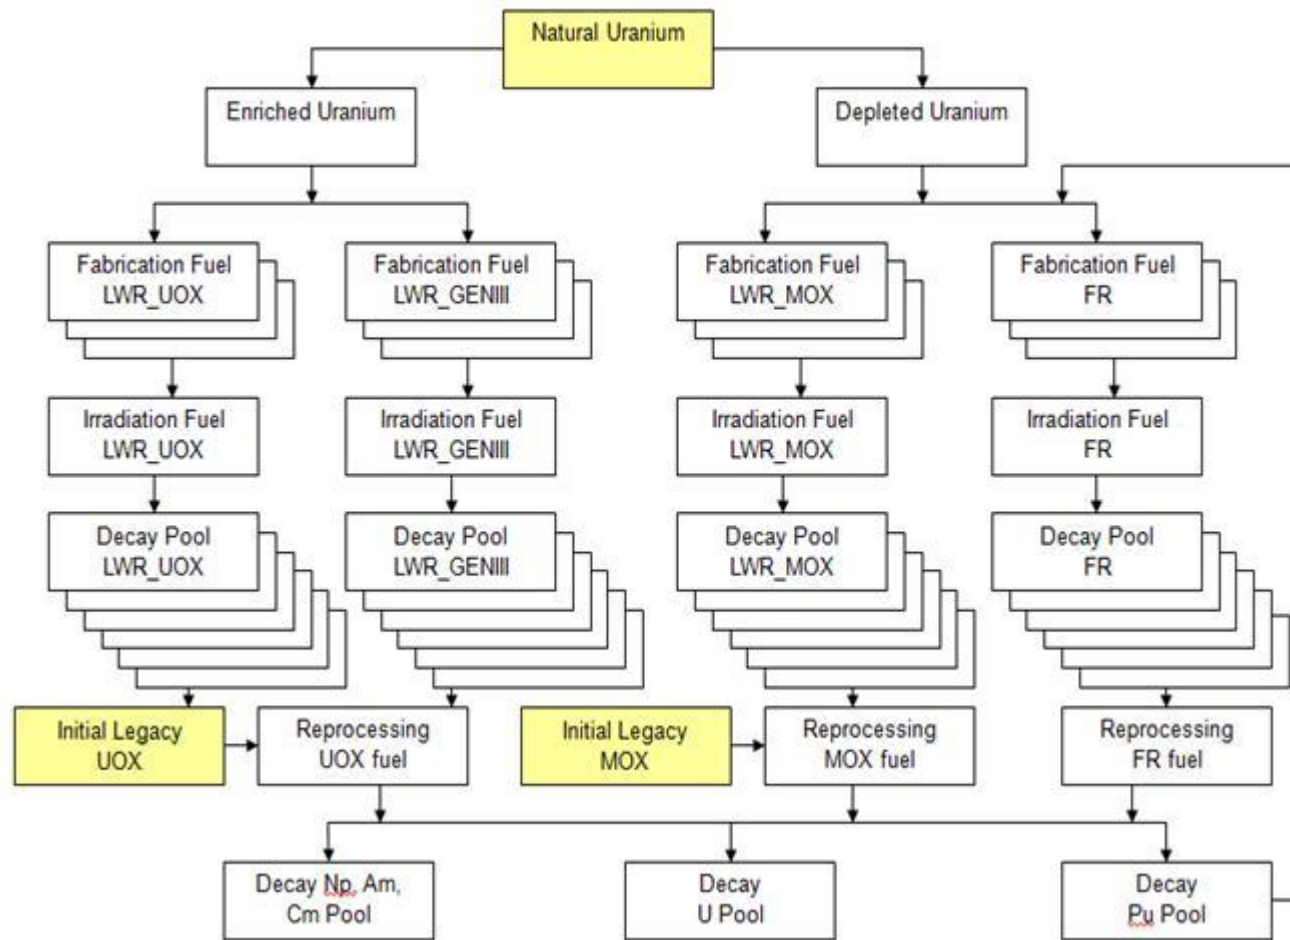 Natural Uranium
Enriched Uranium
Depleted Uranium
Fabrication Fuel
LWR_UOX
Fabrication Fuel
LWR_GENIII
Fabrication Fuel
LWR_MOX
Fabrication Fuel
FR
Irradiation Fuel
LWR_UOX
Irradiation Fuel
LWR_GENIII
Irradiation Fuel
LWR_MOX
Irradiation Fuel
FR
Decay Pool
LWR_UOX
Decay Pool
LWR_GENIII
Decay Pool
LWR_MOX
Decay Pool
FR
Initial Legacy
UOX
Reprocessing
UOX fuel
Initial Legacy
MOX
Reprocessing
MOX fuel
Reprocessing
FR fuel
Decay Np, Am,
Cm Pool
Decay
U Pool
Decay
Pu Pool